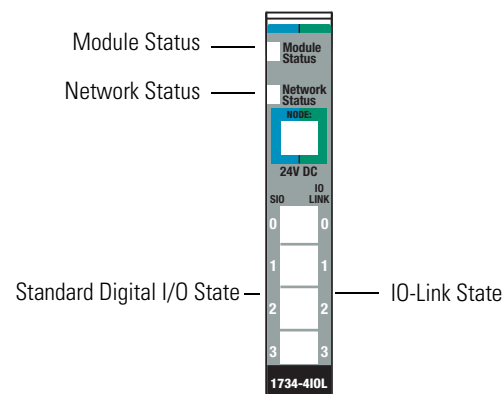 Module Status
Module
Status
Network Status
Network
Status
NODE:
24V DC
IO
SIO LINK
0 0
1 1
Standard Digital I/O State
IO-Link State
2 2
3 3
1734-4IOL